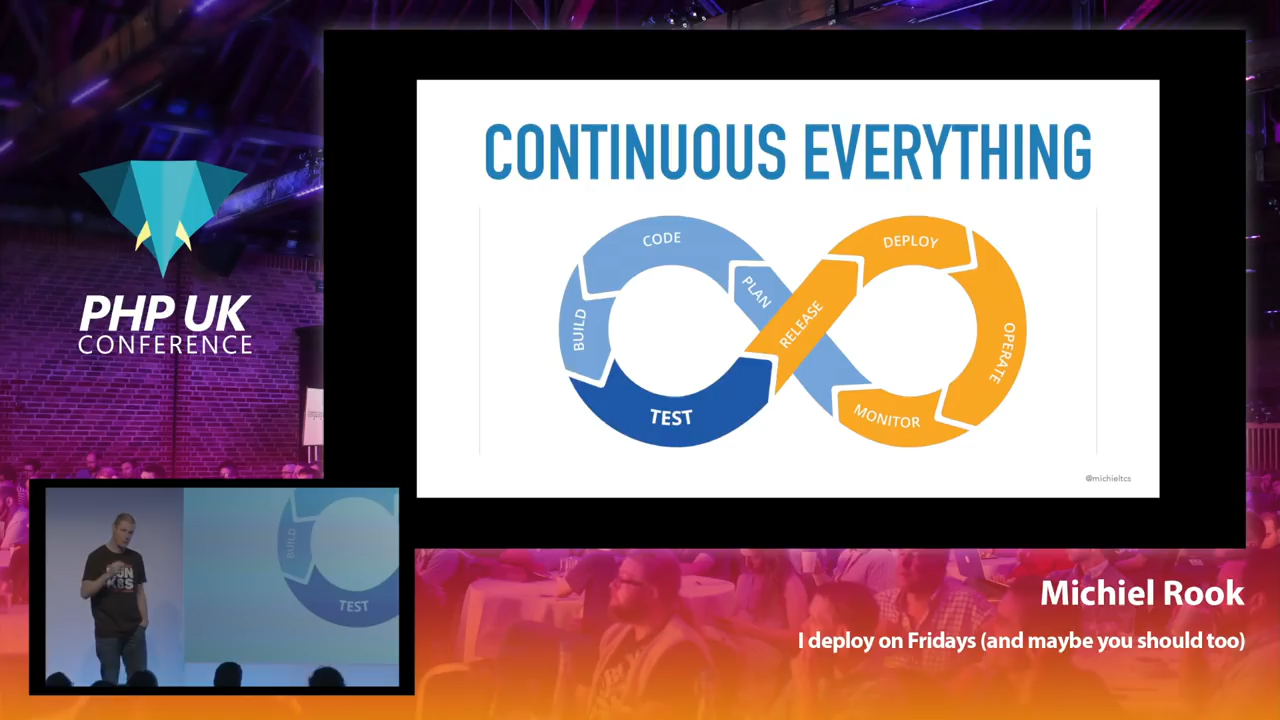 CONTINUOUS EVERYTHING
CODE
BUILD
PLAN
TEST
RELEASE
DEPLOY
OPERATE
MONITOR
@michieltcs
PHP UK
CONFERENCE
BUILD
TEST
Michiel Rook
I deploy on Fridays (and maybe you should too)